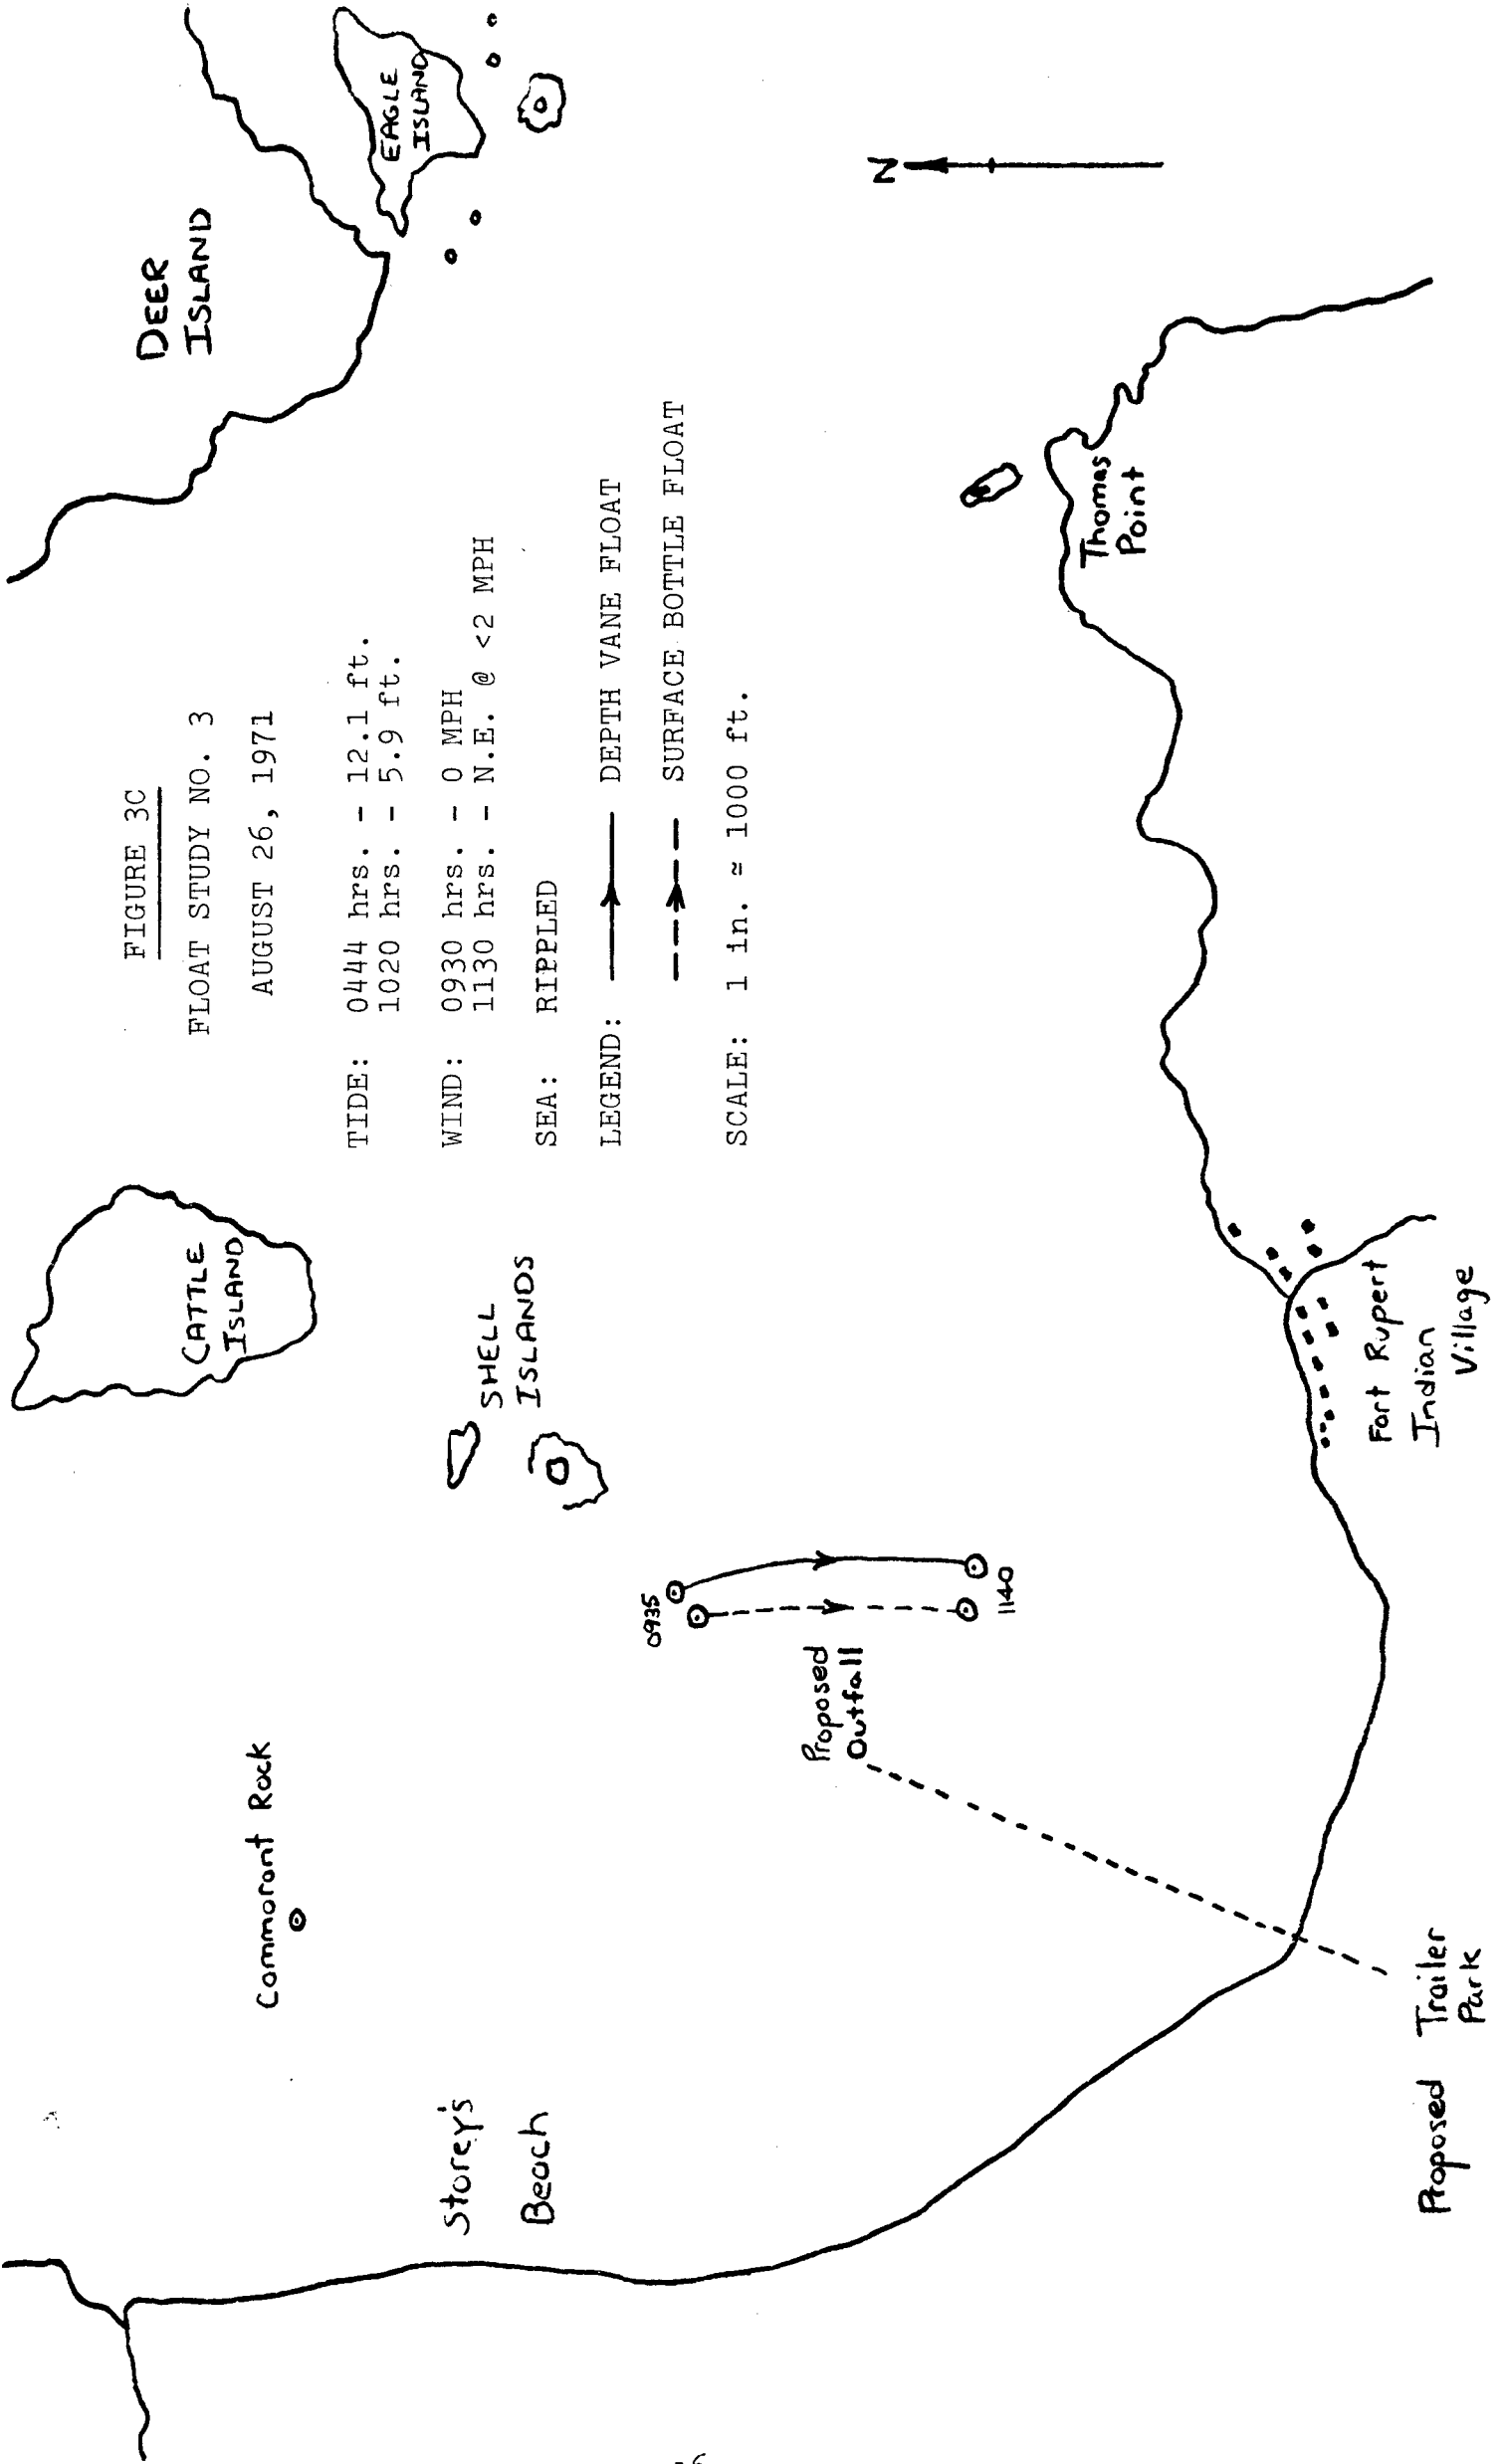 FIGURE 3C
FLOAT STUDY NO. 3
AUGUST 26, 1971
TIDE: 0444 hrs. - 12.1 ft.
1020 hrs. - 5.9 ft.
WIND: 0930 hrs. - 0 MPH
1130 hrs. - N.E. @ <2 MPH
SEA: RIPPLED
LEGEND: DEPTH VANE FLOAT
SURFACE BOTTLE FLOAT
SCALE: 1 in. ≈ 1000 ft.
DEER
ISLAND
EAGLE
ISLAND
N
CATTLE
ISLAND
SHELL
ISLANDS
Commorant Rock
Storey's
Beach
0935
1140
Proposed
Outfall
Thomas
Point
Fort Rupert
Indian
Village
Proposed Trailer
Park